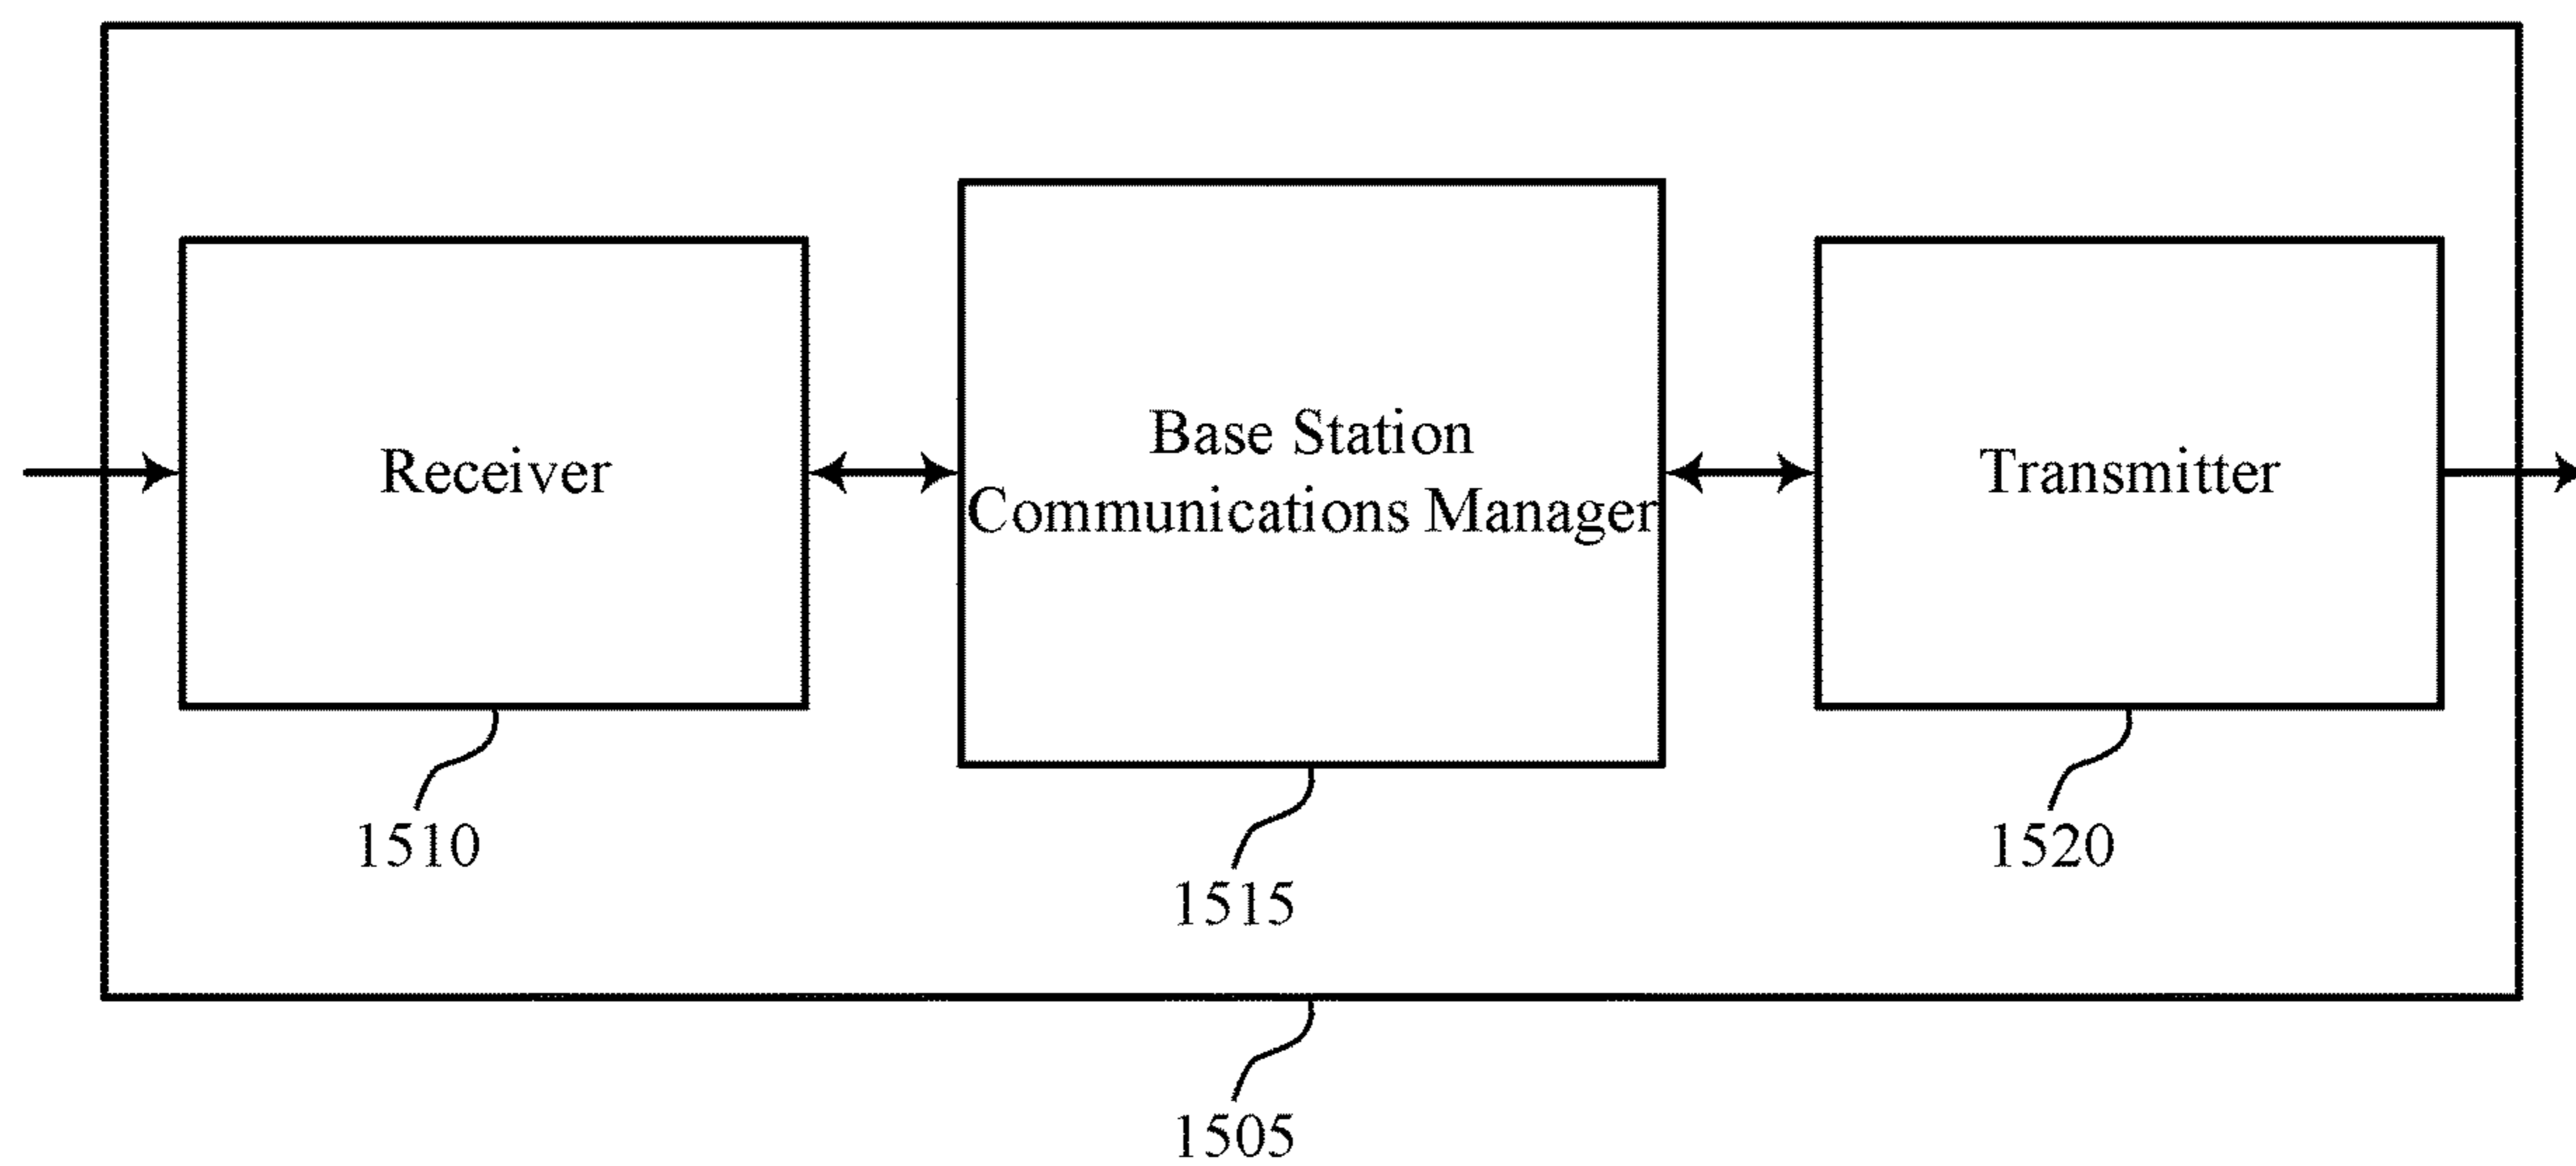 Receiver
Base Station
Communications Manager
Transmitter
1510
1515
1520
1505